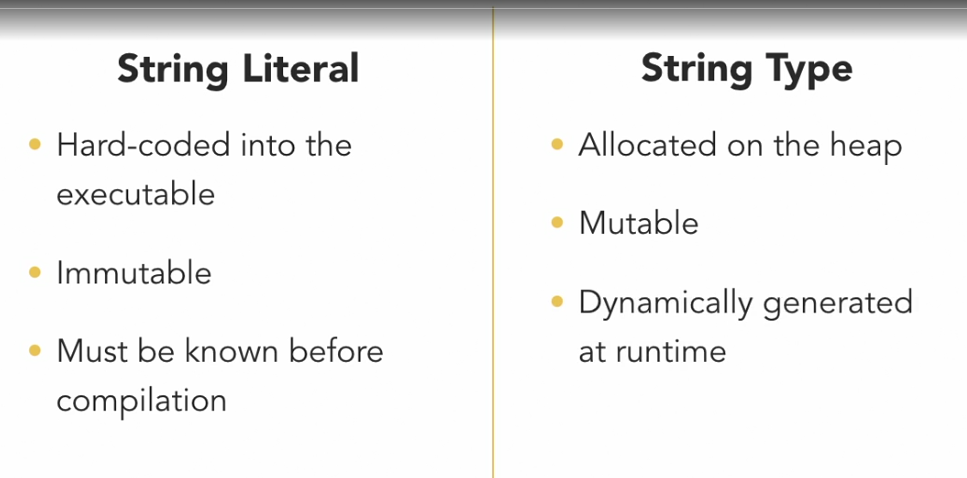 String Literal
• Hard-coded into the
executable
• Immutable
• Must be known before
compilation
String Type
• Allocated on the heap
• Mutable
• Dynamically generated
at runtime